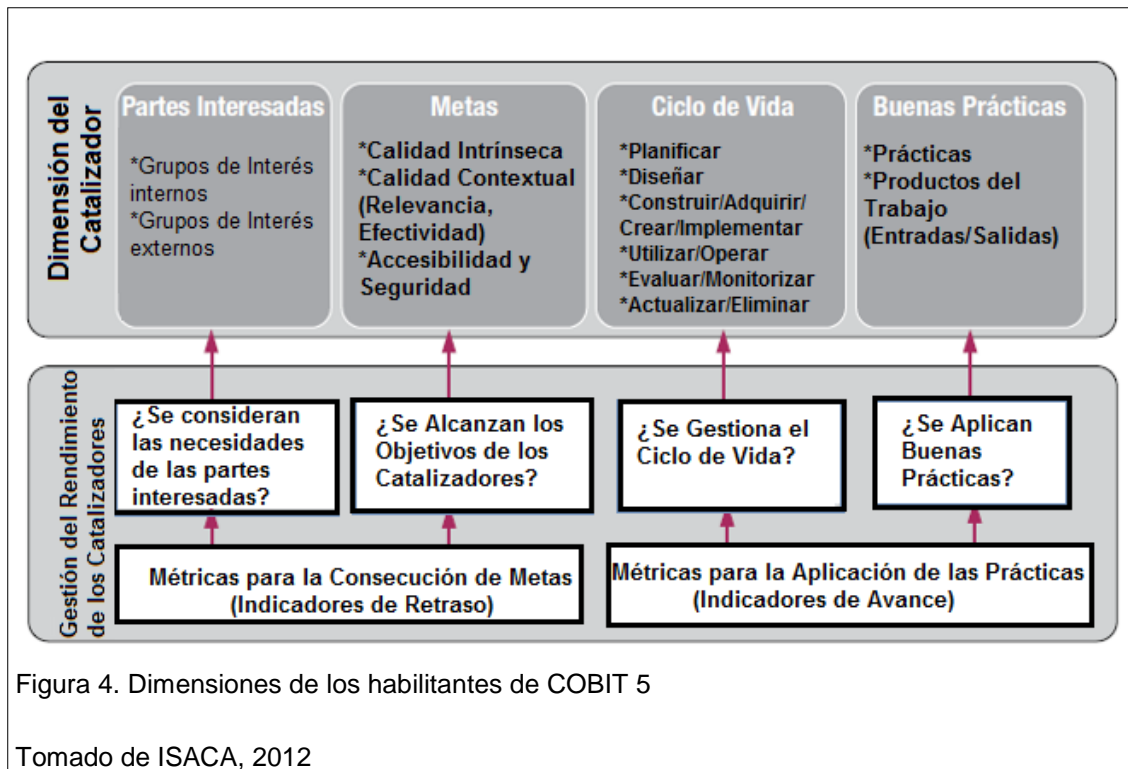 Dimensión del
Catalizador
Partes Interesadas
*Grupos de Interés
internos
*Grupos de Interés
externos
Metas
*Calidad Intrínseca
*Calidad Contextual
(Relevancia,
Efectividad)
*Accesibilidad y
Seguridad
Ciclo de Vida
*Planificar
*Diseñar
*Construir/Adquirir/
Crear/Implementar
*Utilizar/Operar
*Evaluar/Monitorizar
*Actualizar/Eliminar
Buenas Prácticas
*Prácticas
*Productos del
Trabajo
(Entradas/Salidas)
Gestión del Rendimiento
de los Catalizadores
¿Se consideran
las necesidades
de las partes
interesadas?
¿Se Alcanzan los
Objetivos de los
Catalizadores?
¿Se Gestiona el
Ciclo de Vida?
¿Se Aplican
Buenas
Prácticas?
Métricas para la Consecución de Metas
(Indicadores de Retraso)
Métricas para la Aplicación de las Prácticas
(Indicadores de Avance)
Figura 4. Dimensiones de los habilitantes de COBIT 5
Tomado de ISACA, 2012